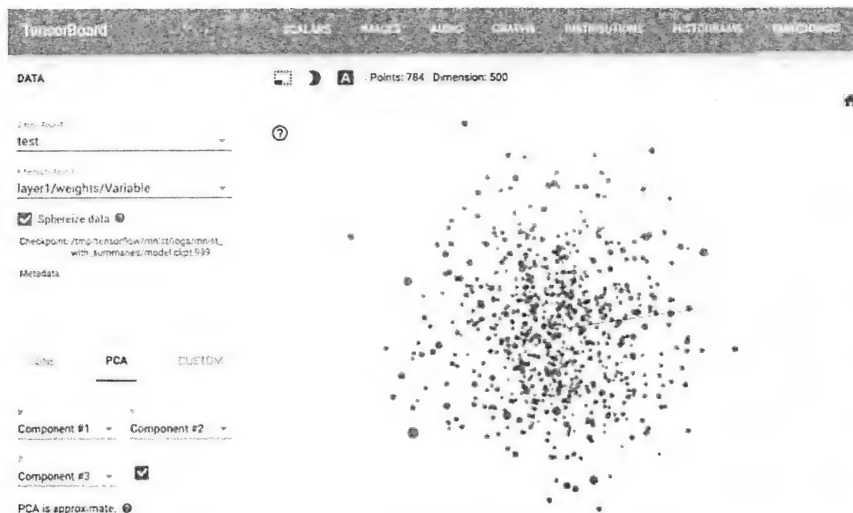 TensorBoard SCALARS IMAGES AUDIO GRAPHS DISTRIBUTIONS HISTOGRAMS EMBEDDINGS
DATA
Points: 784 Dimension: 500
test
layer1/weights/Variable
Sphereize data
Checkpoint: /tmp/tensorflow/mnist/logs/mnist_
with_summaries/model.ckpt-999
Metadata:
PCA CUSTOM
X Y
Component #1 Component #2
Z
Component #3
PCA is approximate.